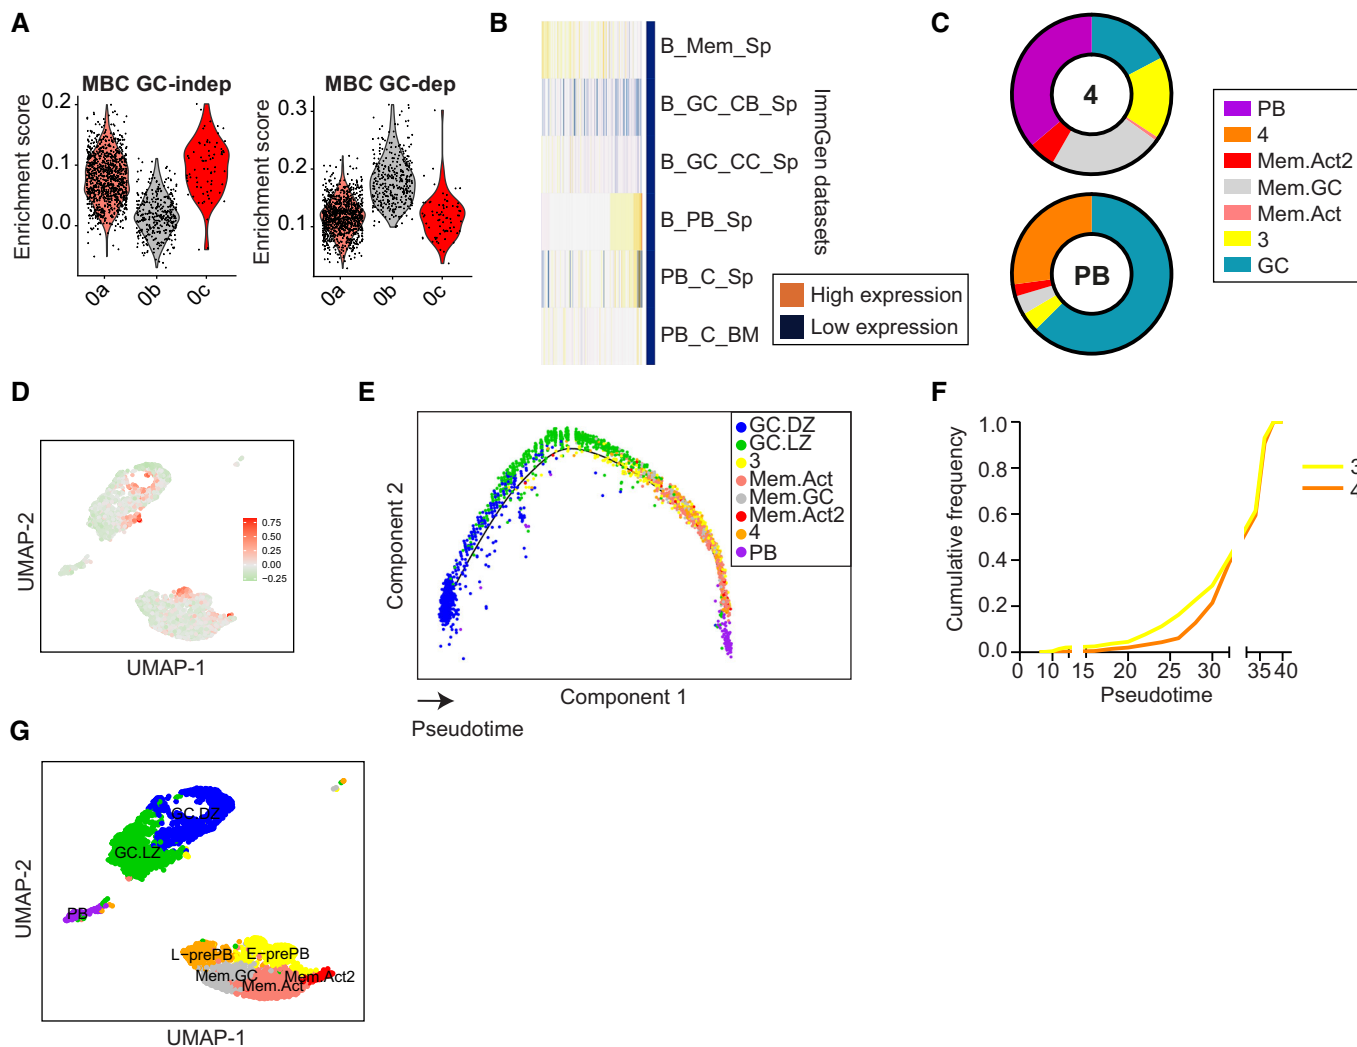 A
MBC GC-indep
MBC GC-dep
Enrichment score
0.2
0.1
0.0
0a
0b
0c
Enrichment score
0.3
0.2
0.1
0a
0b
0c
B
B_Mem_Sp
B_GC_CB_Sp
B_GC_CC_Sp
B_PB_Sp
PB_C_Sp
PB_C_BM
ImmGen datasets
High expression
Low expression
C
4
PB
PB
4
Mem.Act2
Mem.GC
Mem.Act
3
GC
D
UMAP-2
UMAP-1
0.75
0.50
0.25
0.00
−0.25
E
Component 2
Component 1
Pseudotime
GC.DZ
GC.LZ
3
Mem.Act
Mem.GC
Mem.Act2
4
PB
F
Cumulative frequency
1.0
0.8
0.6
0.4
0.2
0.0
0 10 15 20 25 30 35 40
Pseudotime
3
4
G
UMAP-2
UMAP-1
GC.DZ
GC.LZ
PB
L−prePB
E−prePB
Mem.GC
Mem.Act
Mem.Act2